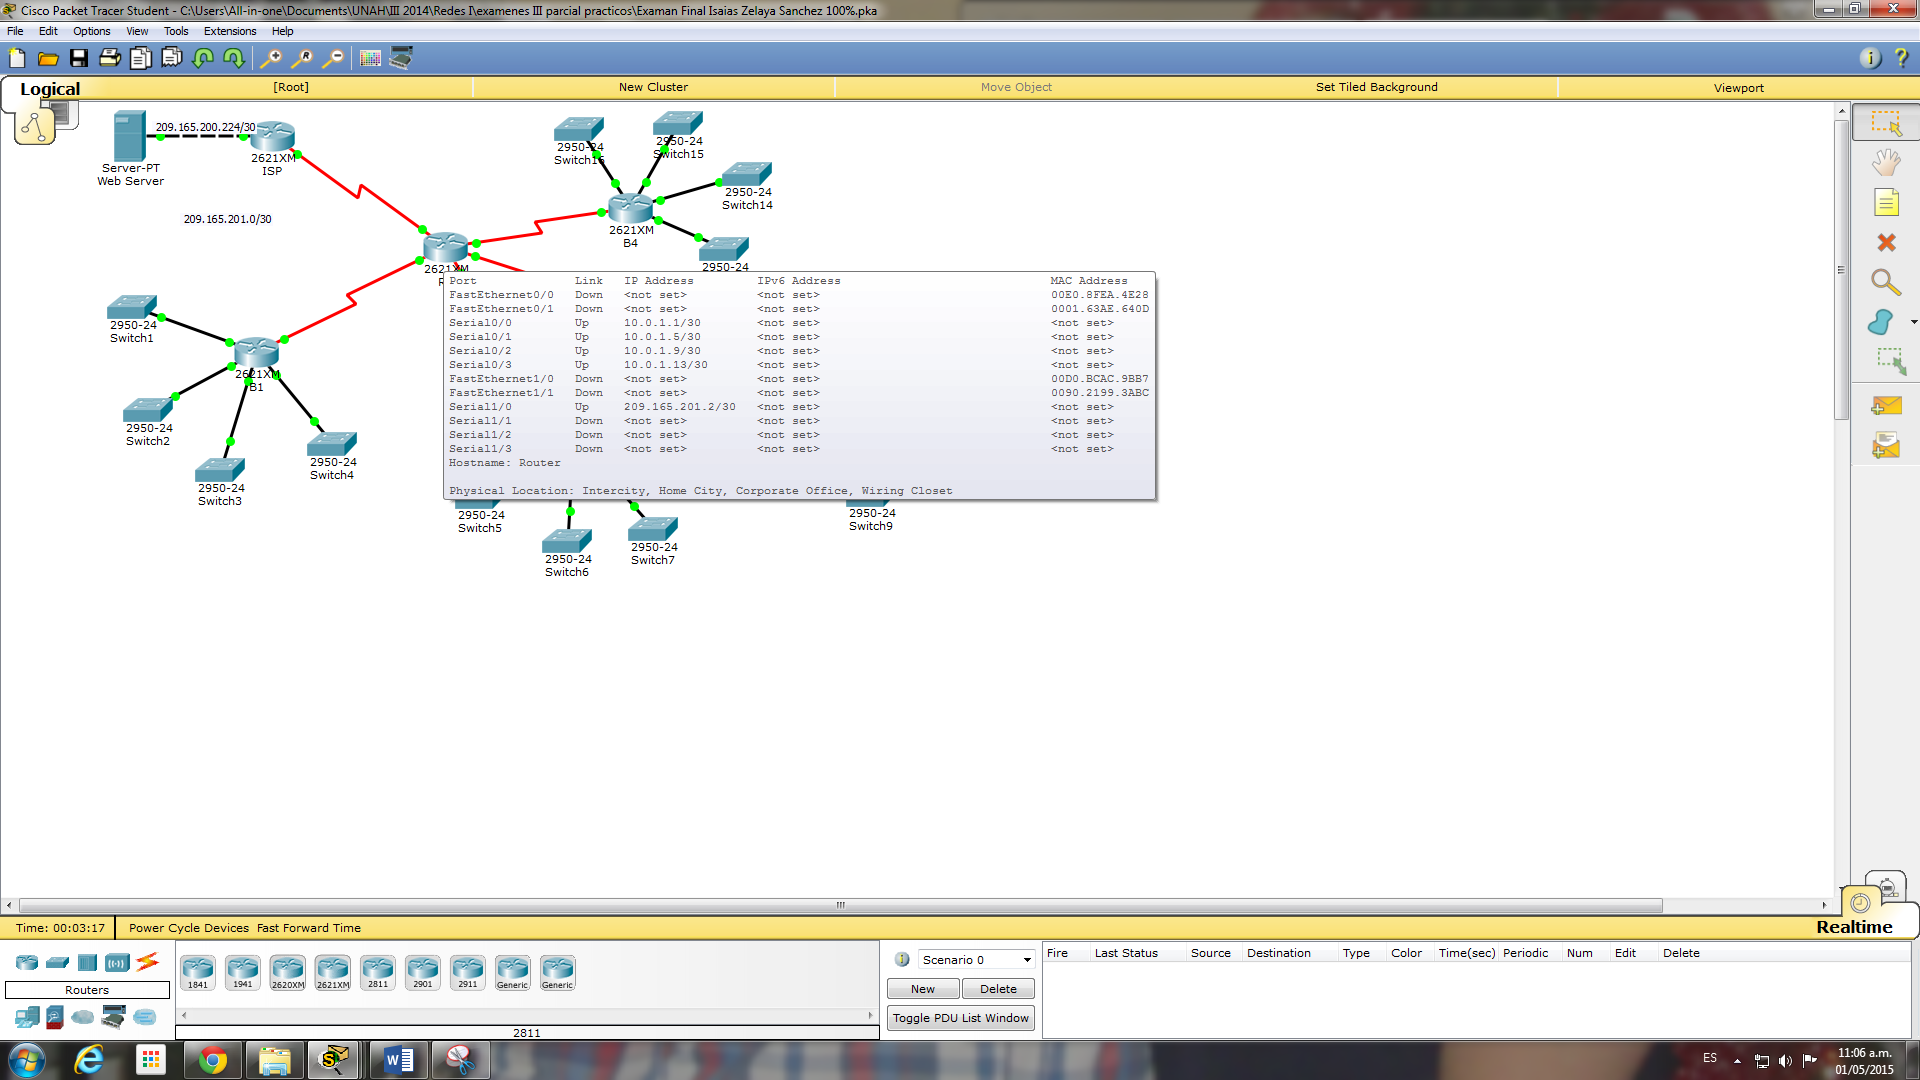 Cisco Packet Tracer Student - C:\Users\All-in-one\Documents\UNAH\III 2014\Redes I\examenes III parcial practicos\Examan Final Isaias Zelaya Sanchez 100%.pka
File Edit Options View Tools Extensions Help
Logical [Root] New Cluster Move Object Set Tiled Background Viewport
209.165.200.224/30
Server-PT
Web Server
2621XM
ISP
209.165.201.0/30
2950-24
Switch16
2950-24
Switch15
2950-24
Switch14
2621XM
B4
2950-24
2621XM
Port Link IP Address IPv6 Address MAC Address
FastEthernet0/0 Down <not set> <not set> 00E0.8FEA.4E28
FastEthernet0/1 Down <not set> <not set> 0001.63AE.640D
Serial0/0 Up 10.0.1.1/30 <not set> <not set>
Serial0/1 Up 10.0.1.5/30 <not set> <not set>
Serial0/2 Up 10.0.1.9/30 <not set> <not set>
Serial0/3 Up 10.0.1.13/30 <not set> <not set>
FastEthernet1/0 Down <not set> <not set> 00D0.BCAC.9BB7
FastEthernet1/1 Down <not set> <not set> 0090.2199.3ABC
Serial1/0 Up 209.165.201.2/30 <not set> <not set>
Serial1/1 Down <not set> <not set> <not set>
Serial1/2 Down <not set> <not set> <not set>
Serial1/3 Down <not set> <not set> <not set>
Hostname: Router
Physical Location: Intercity, Home City, Corporate Office, Wiring Closet
2950-24
Switch1
2621XM
B1
2950-24
Switch2
2950-24
Switch3
2950-24
Switch4
2950-24
Switch5
2950-24
Switch6
2950-24
Switch7
2950-24
Switch9
Time: 00:03:17 Power Cycle Devices Fast Forward Time Realtime
Routers
1841 1941 2620XM 2621XM 2811 2901 2911 Generic Generic
2811
Scenario 0
New Delete
Toggle PDU List Window
Fire Last Status Source Destination Type Color Time(sec) Periodic Num Edit Delete
ES
11:06 a.m.
01/05/2015